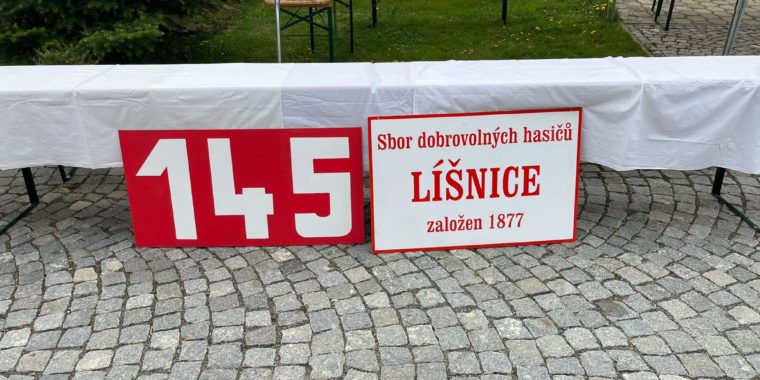 145
Sbor dobrovolných hasičů
LÍŠNICE
založen 1877